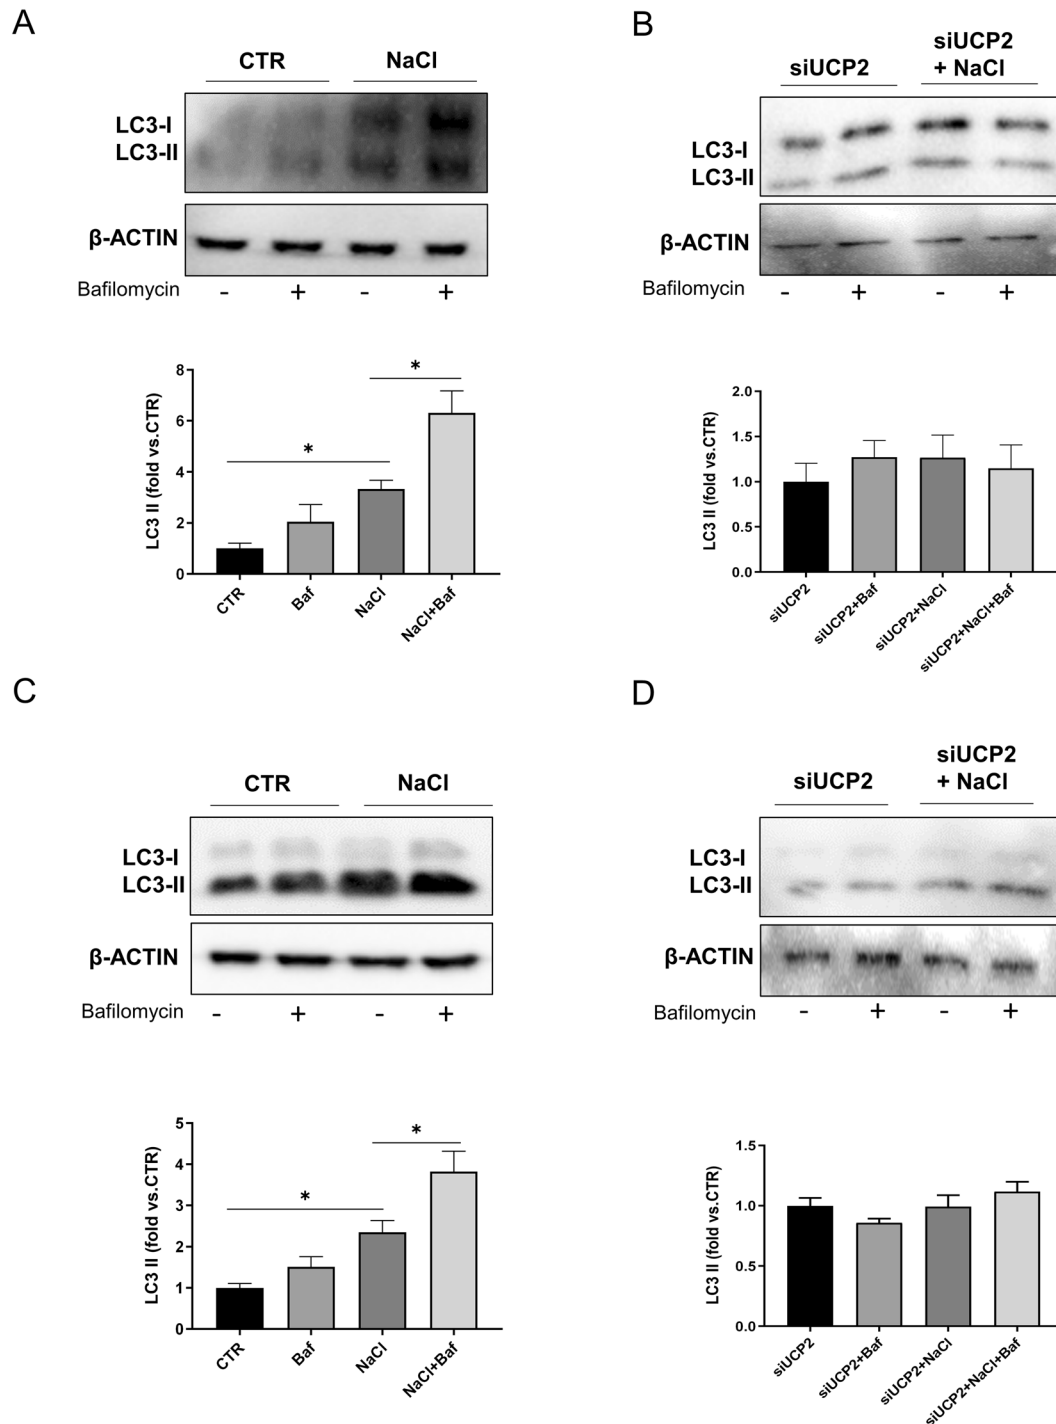 A
CTR NaCl
LC3-I
LC3-II
β-ACTIN
Bafilomycin - + - +
LC3 II (fold vs.CTR)
8
6
4
2
0
*
*
CTR Baf NaCl NaCl+Baf
B
siUCP2 siUCP2
+ NaCl
LC3-I
LC3-II
β-ACTIN
Bafilomycin - + - +
LC3 II (fold vs.CTR)
2.0
1.5
1.0
0.5
0.0
siUCP2 siUCP2+Baf siUCP2+NaCl siUCP2+NaCl+Baf
C
CTR NaCl
LC3-I
LC3-II
β-ACTIN
Bafilomycin - + - +
LC3 II (fold vs.CTR)
5
4
3
2
1
0
*
*
CTR Baf NaCl NaCl+Baf
D
siUCP2 siUCP2
+ NaCl
LC3-I
LC3-II
β-ACTIN
Bafilomycin - + - +
LC3 II (fold vs.CTR)
1.5
1.0
0.5
0.0
siUCP2 siUCP2+Baf siUCP2+NaCl siUCP2+NaCl+Baf